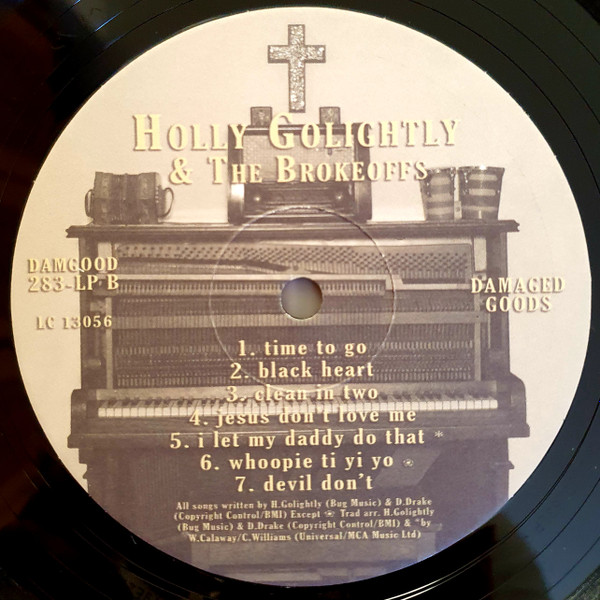 HOLLY GOLIGHTLY
& THE BROKEOFFS
DAMGOOD
283-LP B
LC 13056
DAMAGED
GOODS
1. time to go
2. black heart
3. clean in two
4. jesus don't love me
5. i let my daddy do that *
6. whoopie ti yi yo ❀
7. devil don't
All songs written by H.Golightly (Bug Music) & D.Drake
(Copyright Control/BMI) Except ❀ Trad arr. H.Golightly
(Bug Music) & D.Drake (Copyright Control/BMI) & *by
W.Calaway/C.Williams (Universal/MCA Music Ltd)